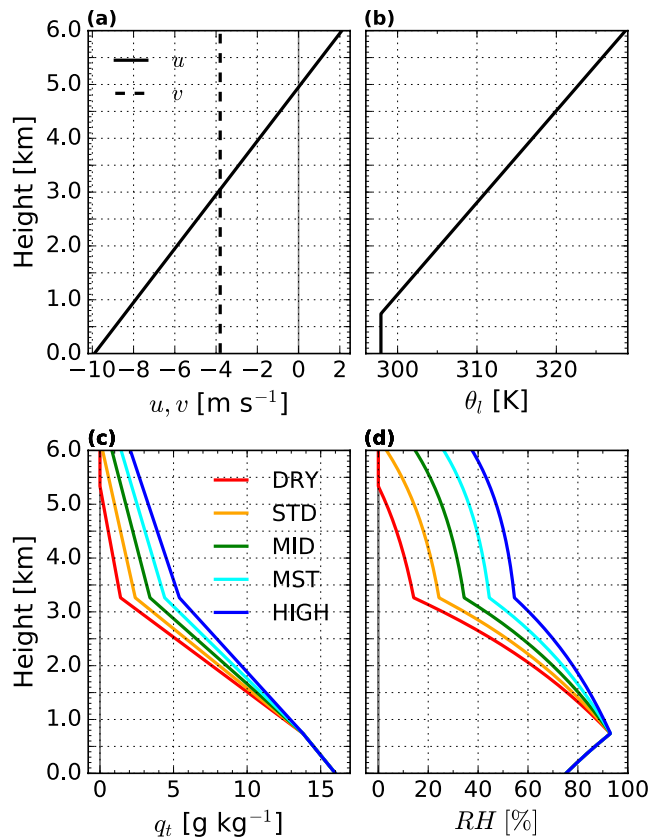 (a)
(b)
6.0
5.0
4.0
3.0
2.0
1.0
0.0
Height [km]
u
v
−10 −8 −6 −4 −2 0 2
u, v [m s⁻¹]
300 310 320
θₗ [K]
(c)
(d)
6.0
5.0
4.0
3.0
2.0
1.0
0.0
Height [km]
DRY
STD
MID
MST
HIGH
0 5 10 15
qₜ [g kg⁻¹]
0 20 40 60 80 100
RH [%]